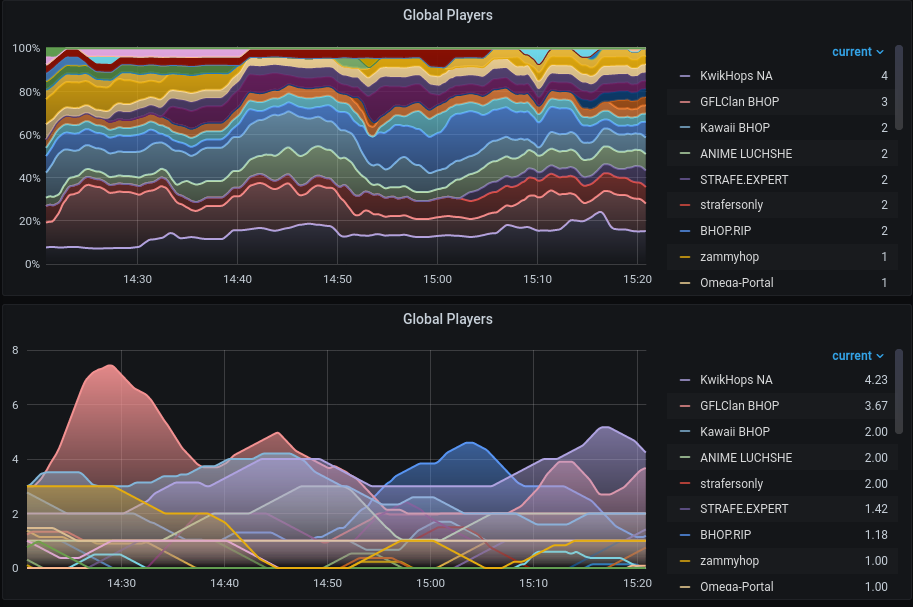 Global Players
100%
80%
60%
40%
20%
0%
14:30 14:40 14:50 15:00 15:10 15:20
current
KwikHops NA 4
GFLClan BHOP 3
Kawaii BHOP 2
ANIME LUCHSHE 2
STRAFE.EXPERT 2
strafersonly 2
BHOP.RIP 2
zammyhop 1
Omega-Portal 1
Global Players
8
6
4
2
0
14:30 14:40 14:50 15:00 15:10 15:20
current
KwikHops NA 4.23
GFLClan BHOP 3.67
Kawaii BHOP 2.00
ANIME LUCHSHE 2.00
strafersonly 2.00
STRAFE.EXPERT 1.42
BHOP.RIP 1.18
zammyhop 1.00
Omega-Portal 1.00